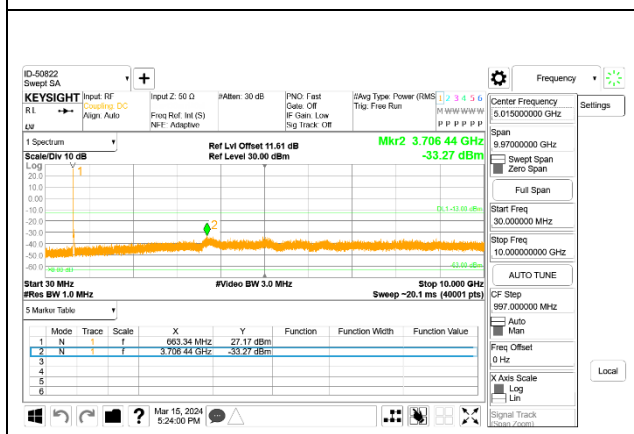 ID-50822
Swept SA
+
Frequency
KEYSIGHT
Input: RF
Input Z: 50 Ω
#Atten: 30 dB
PNO: Fast
#Avg Type: Power (RMS
1 2 3 4 5 6
R L
Coupling: DC
Gate: Off
Trig: Free Run
M W W W W W
Align: Auto
Freq Ref: Int (S)
IF Gain: Low
NFE: Adaptive
Sig Track: Off
P P P P P P
Center Frequency
5.015000000 GHz
Settings
1 Spectrum
Ref Lvl Offset 11.61 dB
Mkr2 3.706 44 GHz
Scale/Div 10 dB
Ref Level 30.00 dBm
-33.27 dBm
Log
1
20.0
10.0
0.00
-10.0
DL1 -13.00 dBm
-20.0
2
-30.0
-40.0
-50.0
-60.0
Start 30 MHz
#Video BW 3.0 MHz
Stop 10.000 GHz
#Res BW 1.0 MHz
Sweep ~20.1 ms (40001 pts)
Span
9.97000000 GHz
Swept Span
Zero Span
Full Span
Start Freq
30.000000 MHz
Stop Freq
10.000000000 GHz
AUTO TUNE
CF Step
997.000000 MHz
Auto
Man
Freq Offset
0 Hz
X Axis Scale
Log
Lin
Signal Track
(Span Zoom)
Local
5 Marker Table
Mode Trace Scale X Y Function Function Width Function Value
1 N 1 f 663.34 MHz 27.17 dBm
2 N 1 f 3.706 44 GHz -33.27 dBm
3
4
5
6
?
Mar 15, 2024
5:24:00 PM